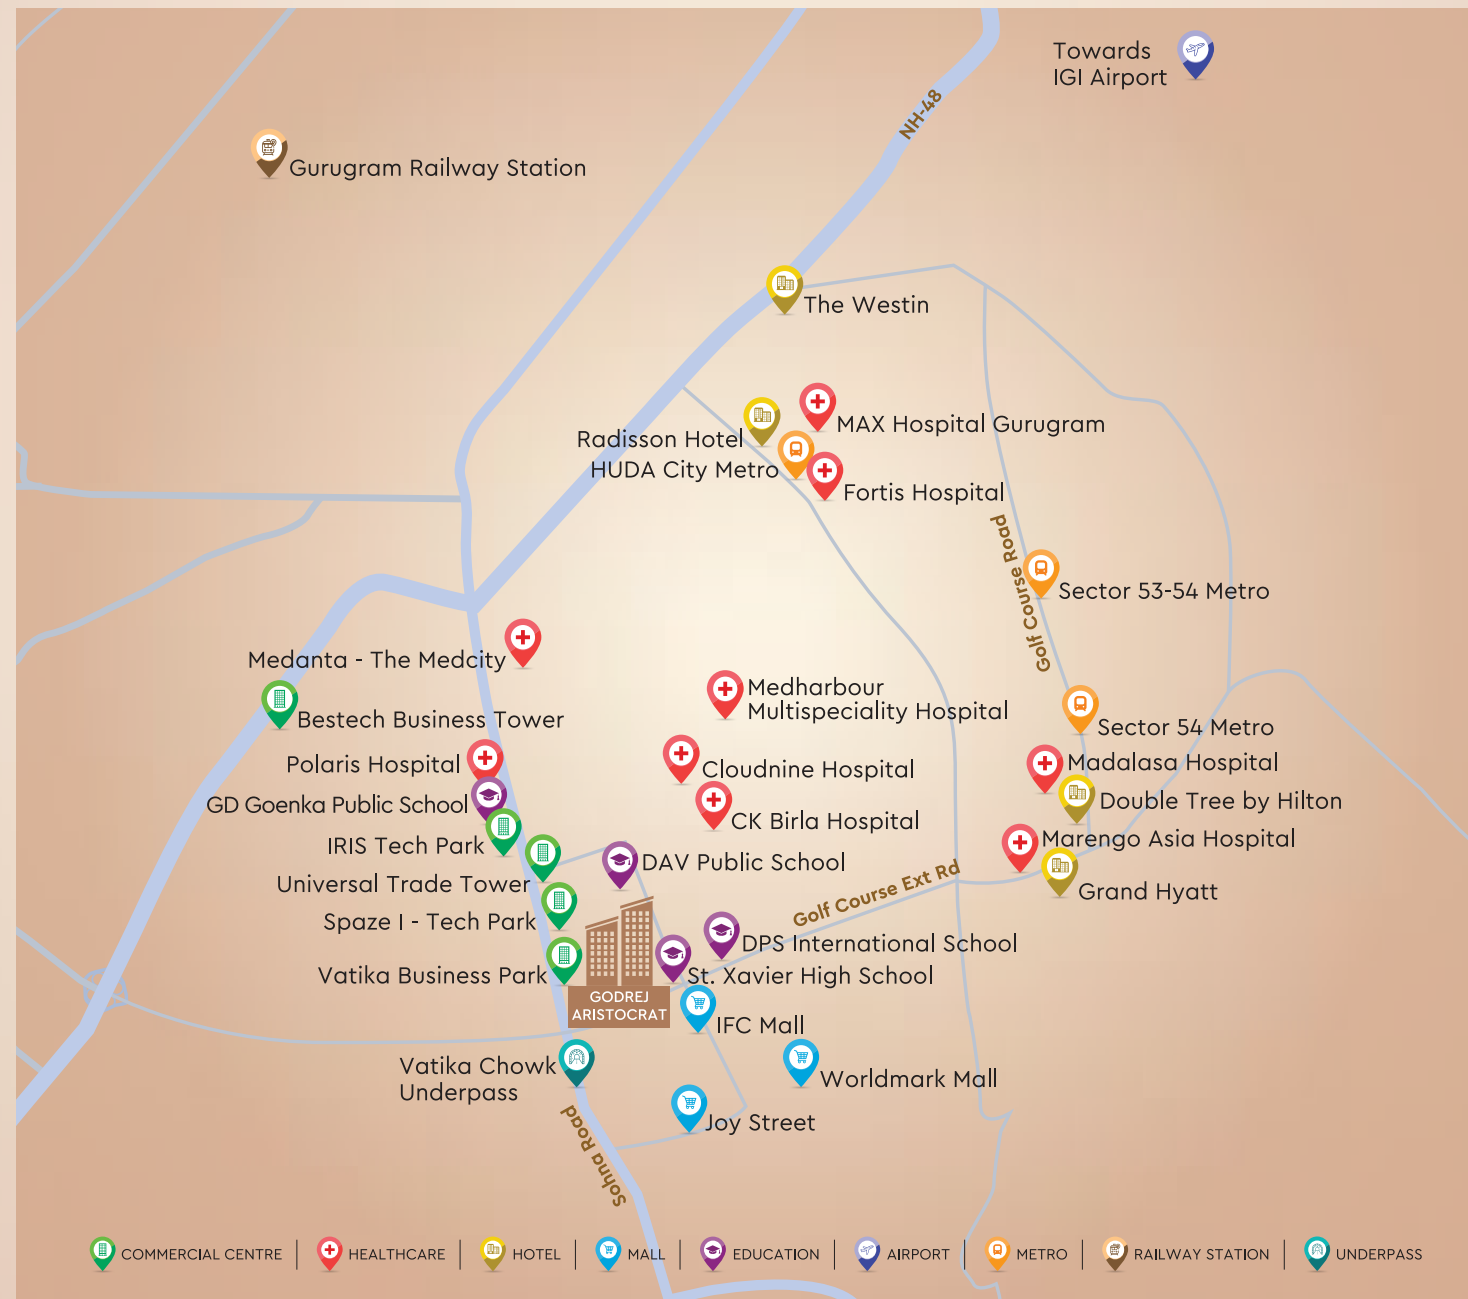 Towards
IGI Airport
NH-48
Gurugram Railway Station
The Westin
MAX Hospital Gurugram
Radisson Hotel
HUDA City Metro
Fortis Hospital
Golf Course Road
Sector 53-54 Metro
Medanta - The Medcity
Medharbour
Multispeciality Hospital
Bestech Business Tower
Sector 54 Metro
Polaris Hospital
Cloudnine Hospital
Madalasa Hospital
GD Goenka Public School
Double Tree by Hilton
CK Birla Hospital
IRIS Tech Park
Marengo Asia Hospital
DAV Public School
Universal Trade Tower
Golf Course Ext Rd
Grand Hyatt
Spaze I - Tech Park
DPS International School
Vatika Business Park
St. Xavier High School
GODREJ
ARISTOCRAT
IFC Mall
Vatika Chowk
Underpass
Worldmark Mall
Joy Street
Sohna Road
COMMERCIAL CENTRE | HEALTHCARE | HOTEL | MALL | EDUCATION | AIRPORT | METRO | RAILWAY STATION | UNDERPASS